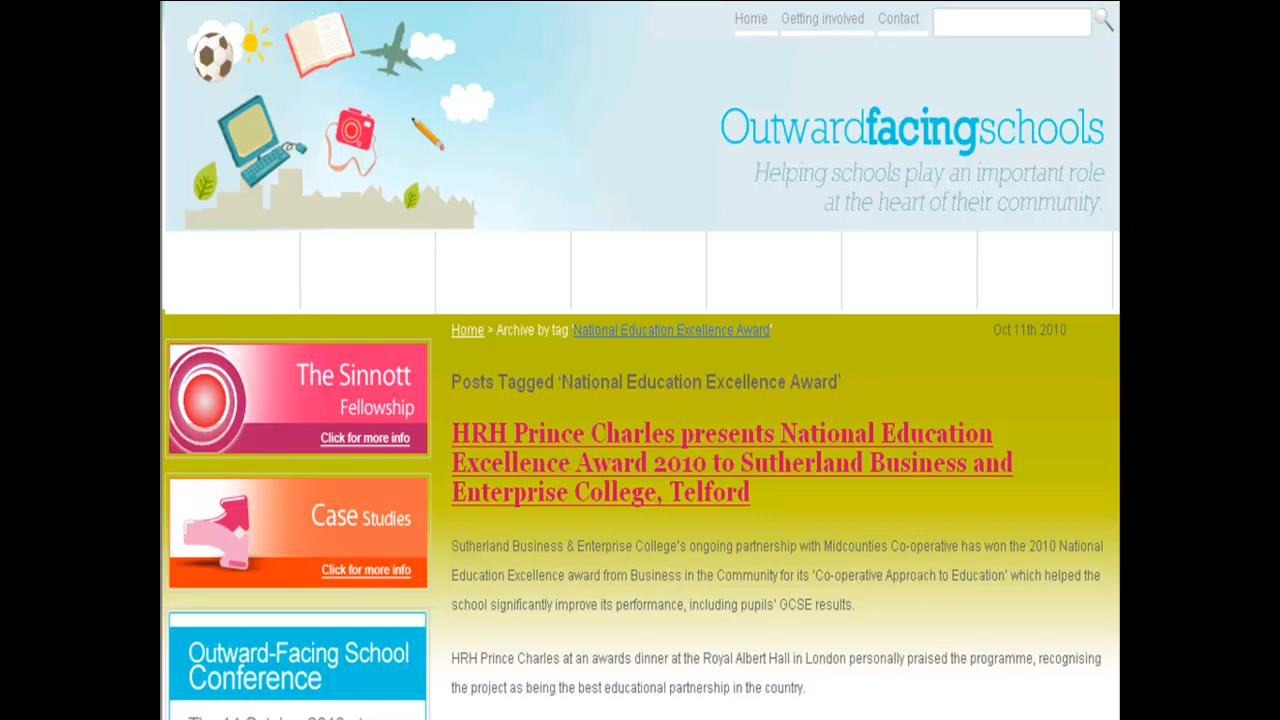 Home Getting involved Contact
Outwardfacingschools
Helping schools play an important role
at the heart of their community.
Home > Archive by tag 'National Education Excellence Award'
Oct 11th 2010
The Sinnott
Fellowship
Click for more info
Case Studies
Click for more info
Outward-Facing School
Conference
Posts Tagged ‘National Education Excellence Award’
HRH Prince Charles presents National Education
Excellence Award 2010 to Sutherland Business and
Enterprise College, Telford
Sutherland Business & Enterprise College's ongoing partnership with Midcounties Co-operative has won the 2010 National
Education Excellence award from Business in the Community for its 'Co-operative Approach to Education' which helped the
school significantly improve its performance, including pupils' GCSE results.
HRH Prince Charles at an awards dinner at the Royal Albert Hall in London personally praised the programme, recognising
the project as being the best educational partnership in the country.